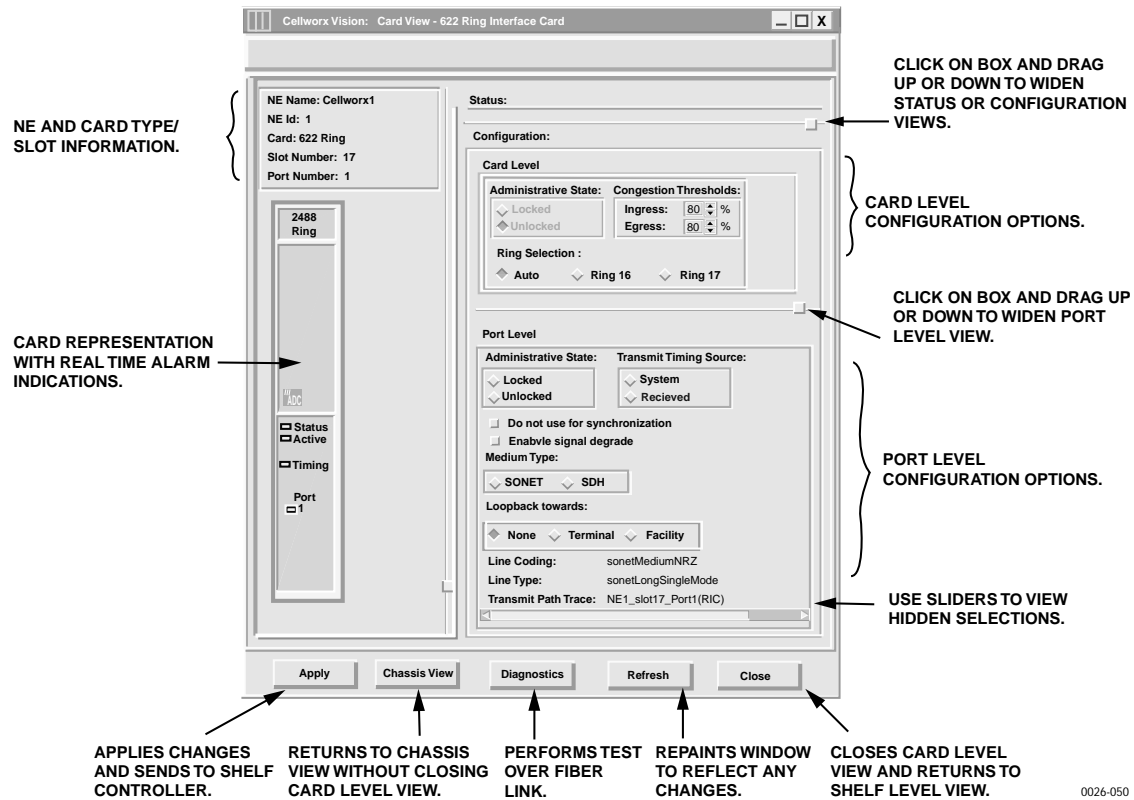 Cellworx Vision: Card View - 622 Ring Interface Card
X
CLICK ON BOX AND DRAG
UP OR DOWN TO WIDEN
STATUS OR CONFIGURATION
VIEWS.
NE AND CARD TYPE/
SLOT INFORMATION.
NE Name: Cellworx1
NE Id: 1
Card: 622 Ring
Slot Number: 17
Port Number: 1
Status:
Configuration:
Card Level
Administrative State:
Locked
Unlocked
Congestion Thresholds:
Ingress: 80 %
Egress: 80 %
Ring Selection :
Auto Ring 16 Ring 17
CARD LEVEL
CONFIGURATION OPTIONS.
2488
Ring
CARD REPRESENTATION
WITH REAL TIME ALARM
INDICATIONS.
ADC
Status
Active
Timing
Port
1
CLICK ON BOX AND DRAG UP
OR DOWN TO WIDEN PORT
LEVEL VIEW.
Port Level
Administrative State:
Locked
Unlocked
Transmit Timing Source:
System
Recieved
Do not use for synchronization
Enabvle signal degrade
Medium Type:
SONET SDH
Loopback towards:
None Terminal Facility
Line Coding: sonetMediumNRZ
Line Type: sonetLongSingleMode
Transmit Path Trace: NE1_slot17_Port1(RIC)
PORT LEVEL
CONFIGURATION OPTIONS.
USE SLIDERS TO VIEW
HIDDEN SELECTIONS.
Apply Chassis View Diagnostics Refresh Close
APPLIES CHANGES
AND SENDS TO SHELF
CONTROLLER.
RETURNS TO CHASSIS
VIEW WITHOUT CLOSING
CARD LEVEL VIEW.
PERFORMS TEST
OVER FIBER
LINK.
REPAINTS WINDOW
TO REFLECT ANY
CHANGES.
CLOSES CARD LEVEL
VIEW AND RETURNS TO
SHELF LEVEL VIEW.
0026-050